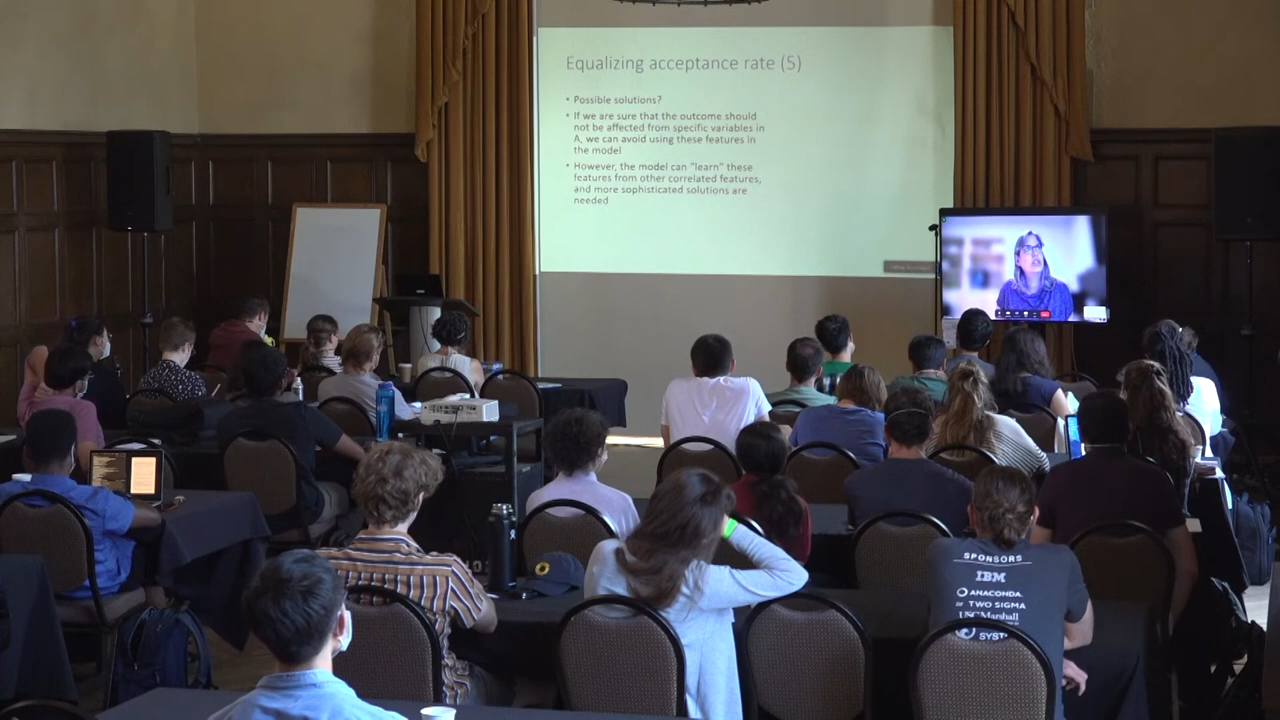 Equalizing acceptance rate (5)
• Possible solutions?
• If we are sure that the outcome should
not be affected from specific variables in
A, we can avoid using these features in
the model
• However, the model can "learn" these
features from other correlated features,
and more sophisticated solutions are
needed
SPONSORS
IBM
ANACONDA
TWO SIGMA
USC Marshall
SYST